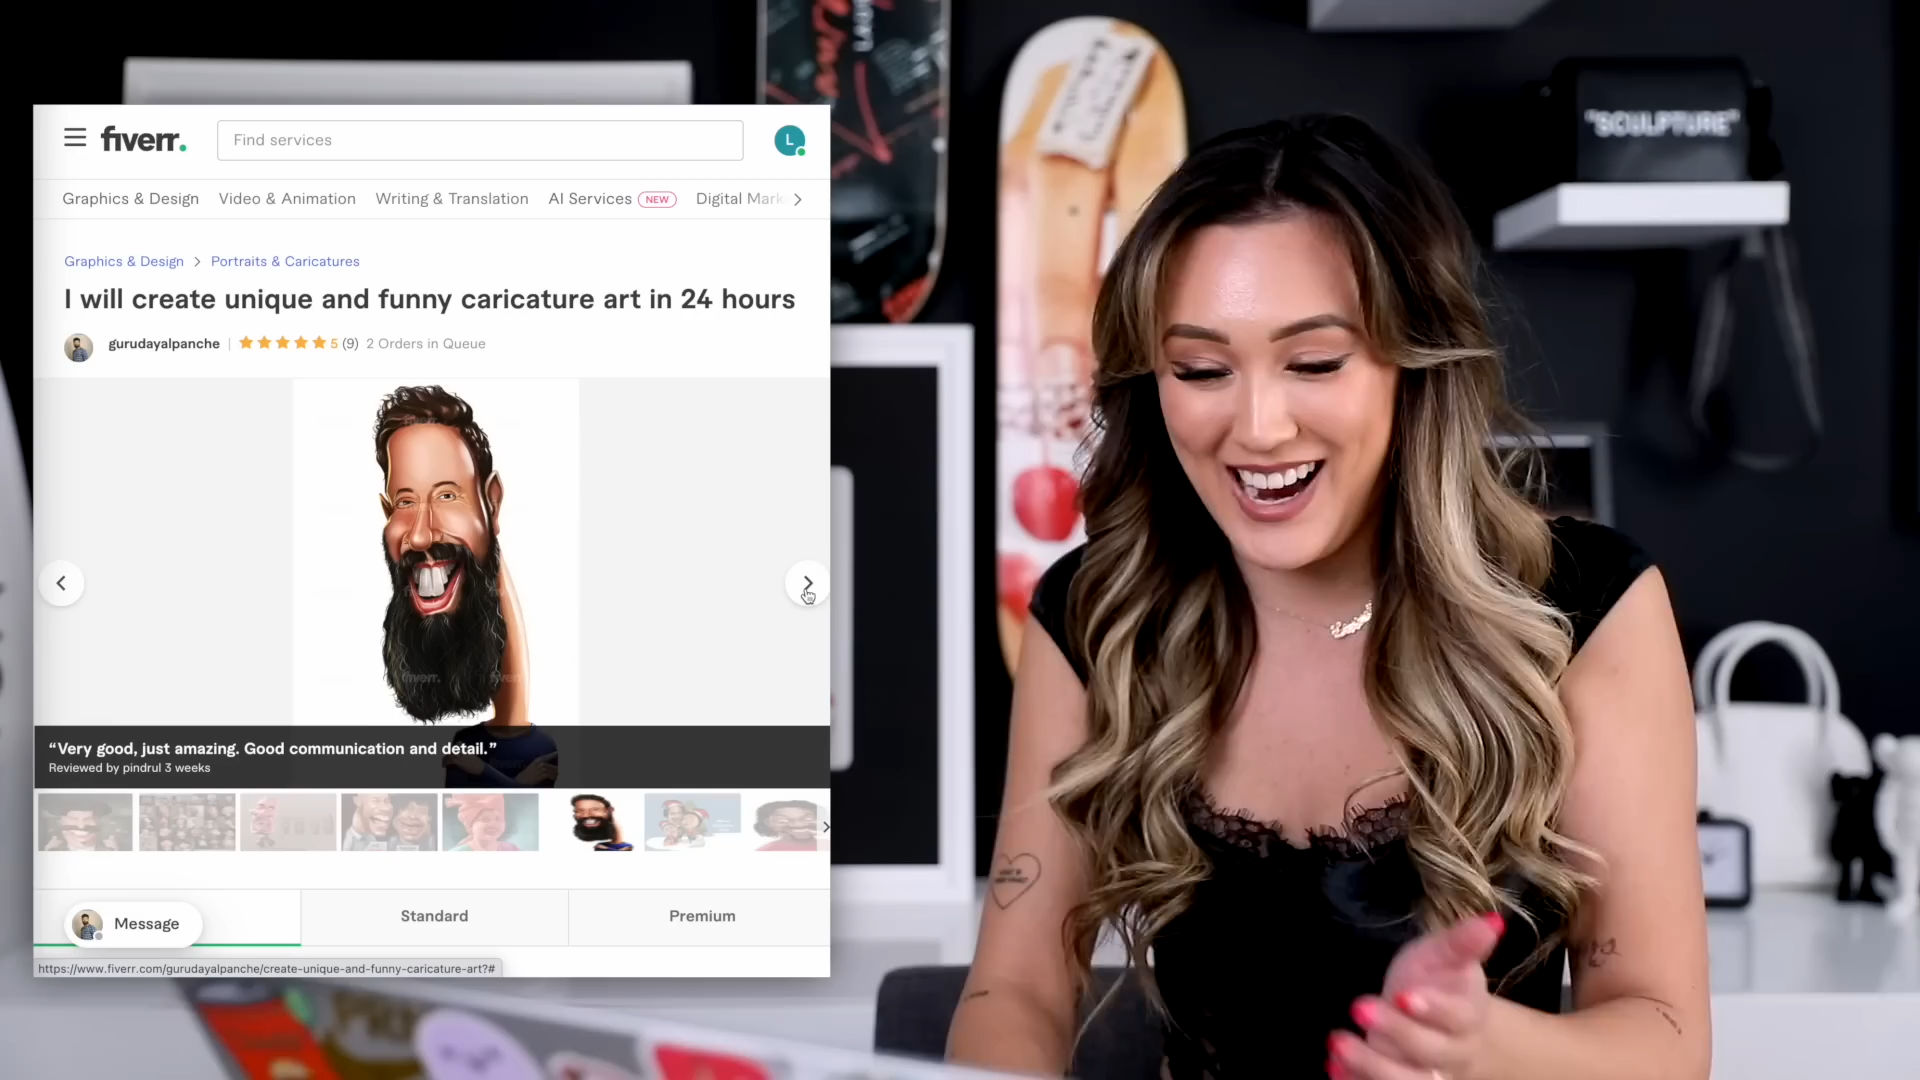 fiverr.
Find services
L
Graphics & Design Video & Animation Writing & Translation AI Services NEW Digital Mark
Graphics & Design > Portraits & Caricatures
I will create unique and funny caricature art in 24 hours
gurudayalpanche | 5 (9) 2 Orders in Queue
fiverr.
“Very good, just amazing. Good communication and detail.”
Reviewed by pindrul 3 weeks
Message
Standard
Premium
https://www.fiverr.com/gurudayalpanche/create-unique-and-funny-caricature-art?#
"SCULPTURE"